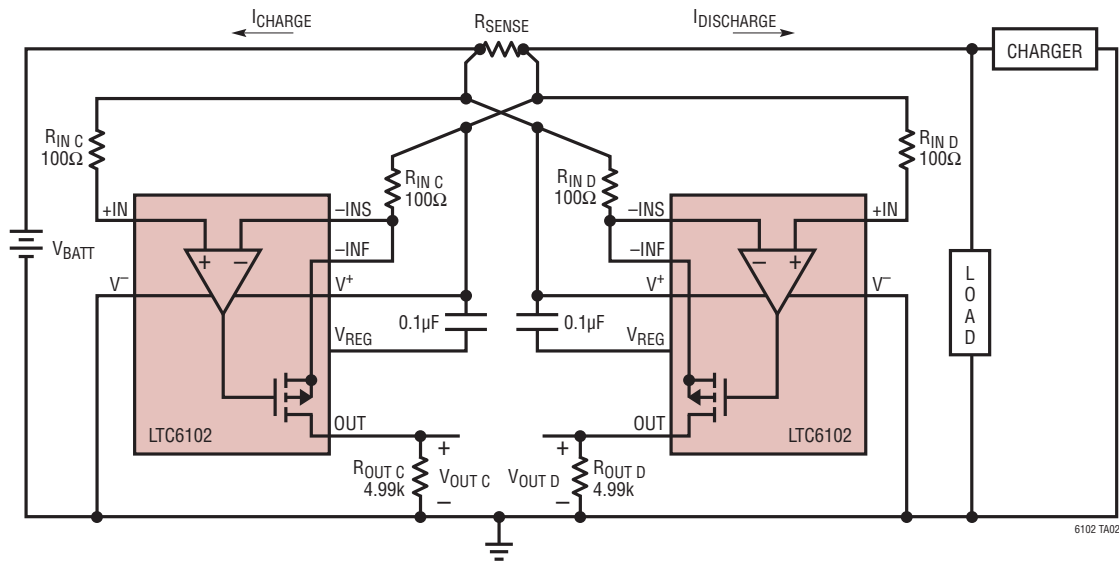 ICHARGE
RSENSE
IDISCHARGE
CHARGER
RIN C
100Ω
RIN C
100Ω
RIN D
100Ω
RIN D
100Ω
+IN
–INS
–INS
+IN
VBATT
+ –
–INF
–INF
– +
V–
V+
V+
V–
LOAD
0.1µF
0.1µF
VREG
VREG
OUT
OUT
LTC6102
LTC6102
+
+
ROUT C
4.99k
VOUT C
VOUT D
ROUT D
4.99k
–
–
6102 TA02